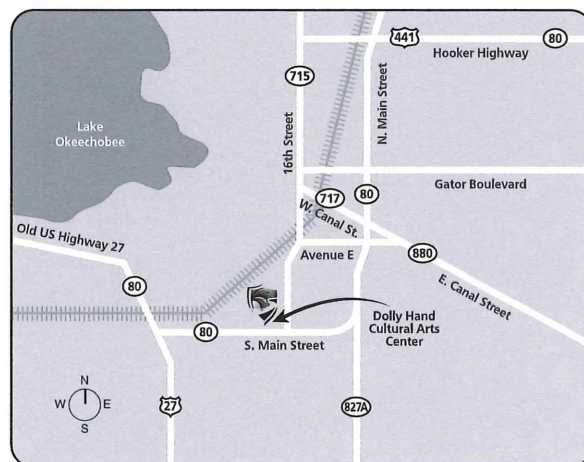 441
80
Hooker Highway
715
N. Main Street
16th Street
Lake
Okeechobee
Gator Boulevard
717
80
W. Canal St.
Old US Highway 27
Avenue E
880
E. Canal Street
80
Dolly Hand
Cultural Arts
Center
80
S. Main Street
N
W E
S
27
827A